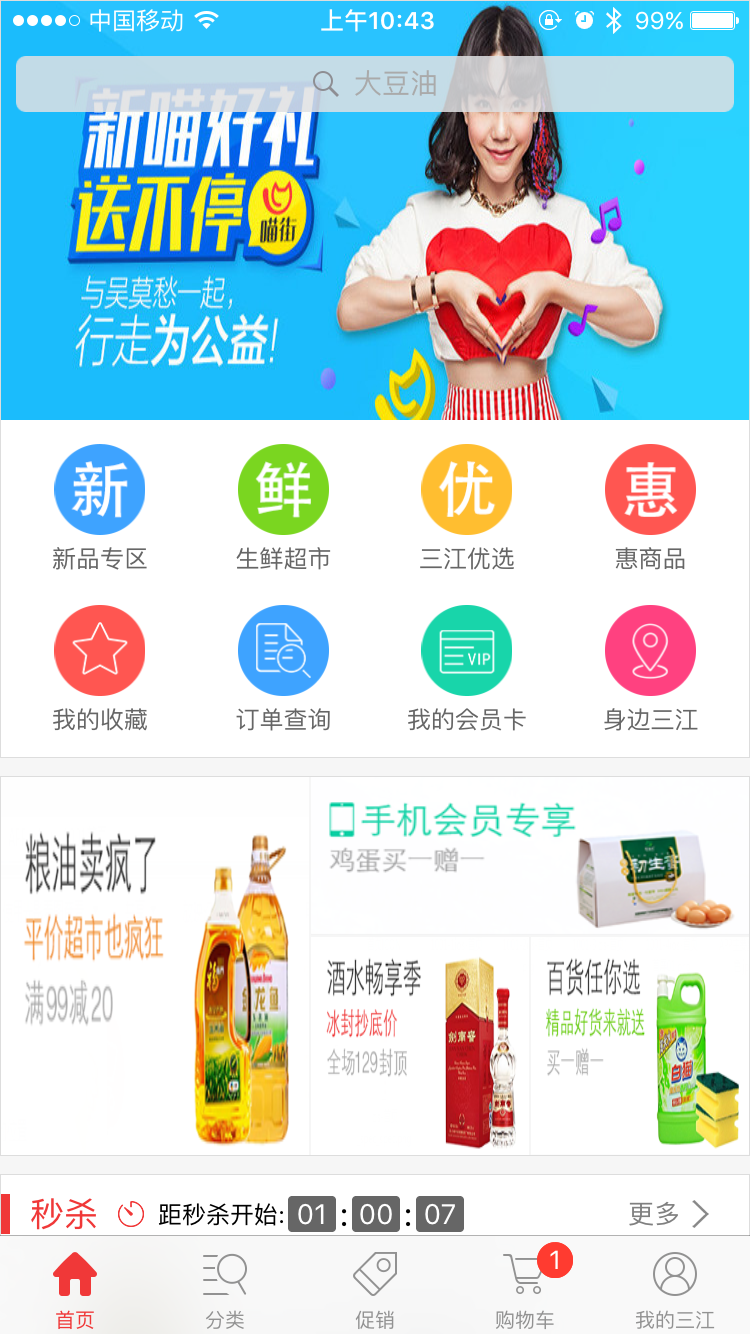 中国移动 上午10:43 99%
大豆油
新喵好礼
送不停
喵街
与吴莫愁一起，
行走为公益！
新 鲜 优 惠
新品专区 生鲜超市 三江优选 惠商品
VIP
我的收藏 订单查询 我的会员卡 身边三江
粮油卖疯了
平价超市也疯狂
满99减20
福
金龙鱼
手机会员专享
鸡蛋买一赠一
初生蛋
酒水畅享季
冰封抄底价
全场129封顶
剑南春
百货任你选
精品好货来就送
买一赠一
白猫
秒杀 距秒杀开始: 01 : 00 : 07 更多
1
首页 分类 促销 购物车 我的三江